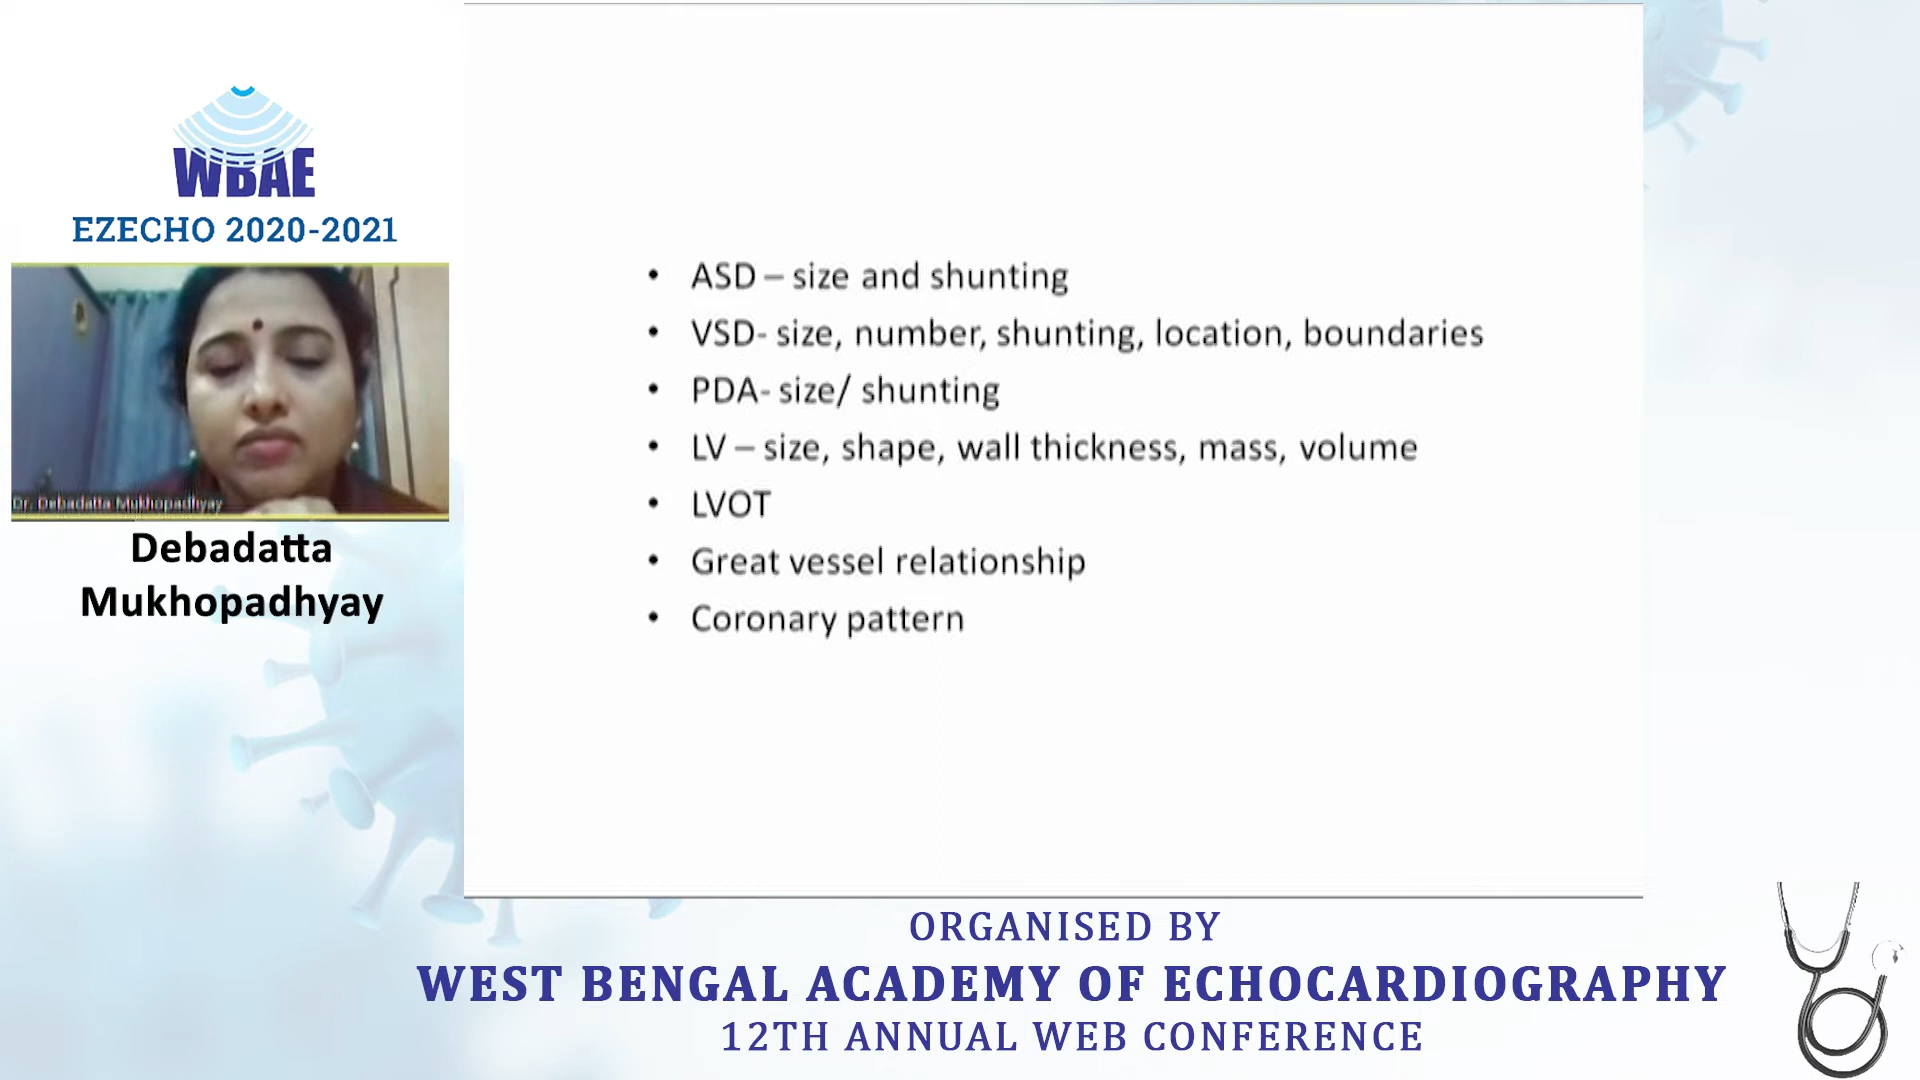 WBAE
EZECHO 2020-2021
Dr. Debadatta Mukhopadhyay
Debadatta
Mukhopadhyay
• ASD – size and shunting
• VSD- size, number, shunting, location, boundaries
• PDA- size/ shunting
• LV – size, shape, wall thickness, mass, volume
• LVOT
• Great vessel relationship
• Coronary pattern
ORGANISED BY
WEST BENGAL ACADEMY OF ECHOCARDIOGRAPHY
12TH ANNUAL WEB CONFERENCE